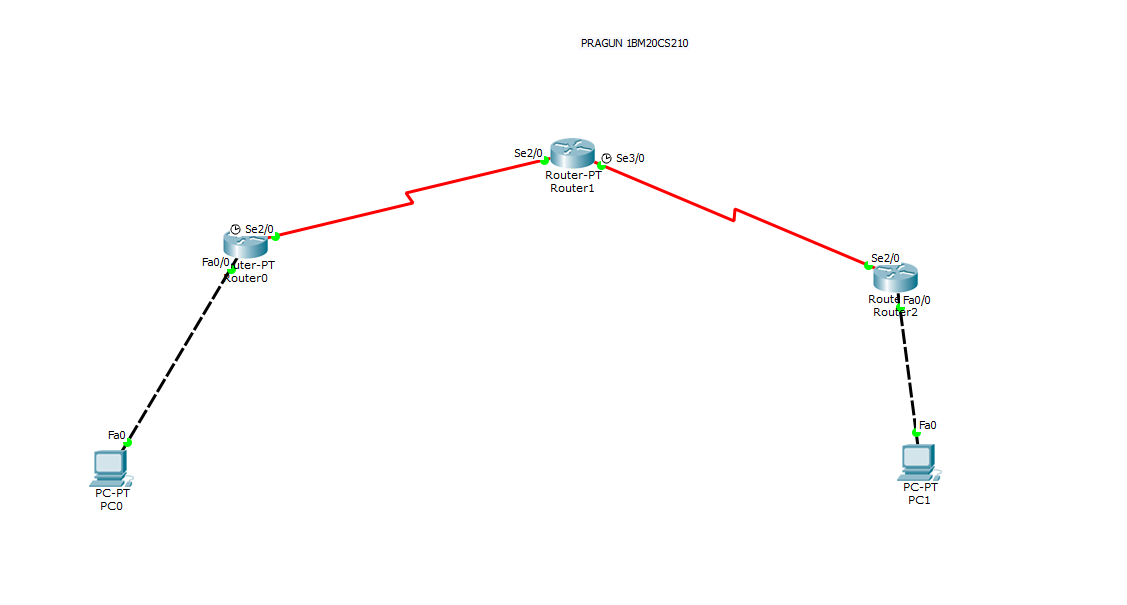 PRAGUN 1BM20CS210
Se2/0
Se3/0
Router-PT
Router1
Se2/0
Fa0/0
uter-PT
Router0
Se2/0
Route
Fa0/0
Router2
Fa0
PC-PT
PC0
Fa0
PC-PT
PC1